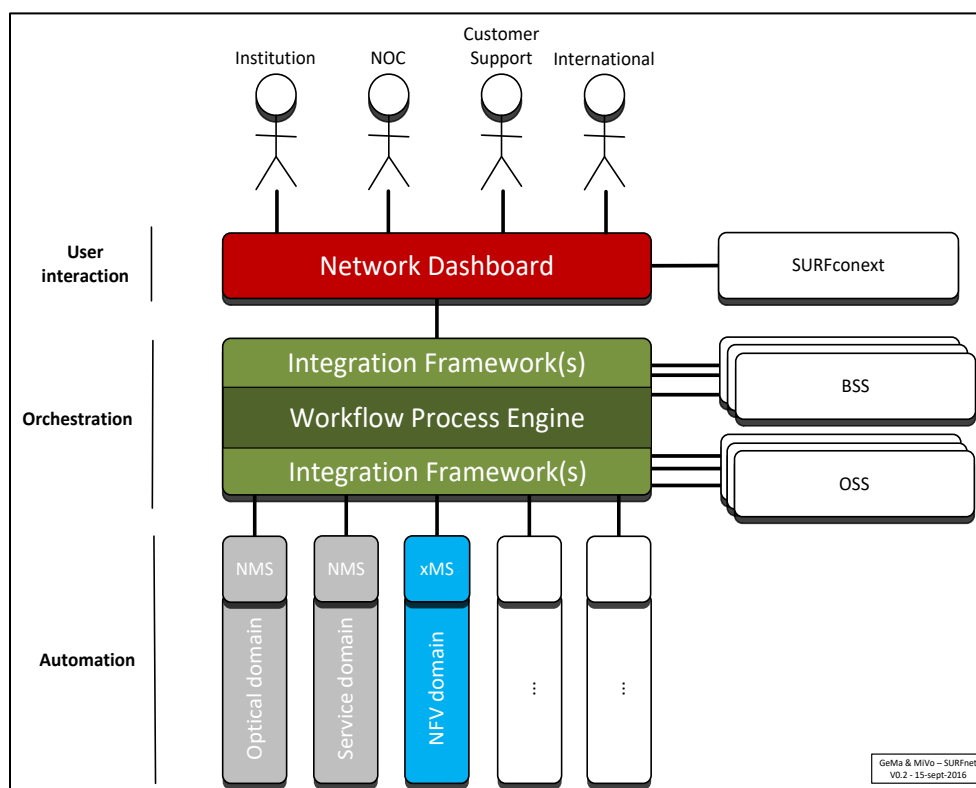 Institution
NOC
Customer
Support
International
User
interaction
Network Dashboard
SURFconext
Orchestration
Integration Framework(s)
Workflow Process Engine
Integration Framework(s)
BSS
OSS
Automation
NMS
NMS
xMS
Optical domain
Service domain
NFV domain
...
...
GeMa & MiVo – SURFnet
V0.2 - 15-sept-2016